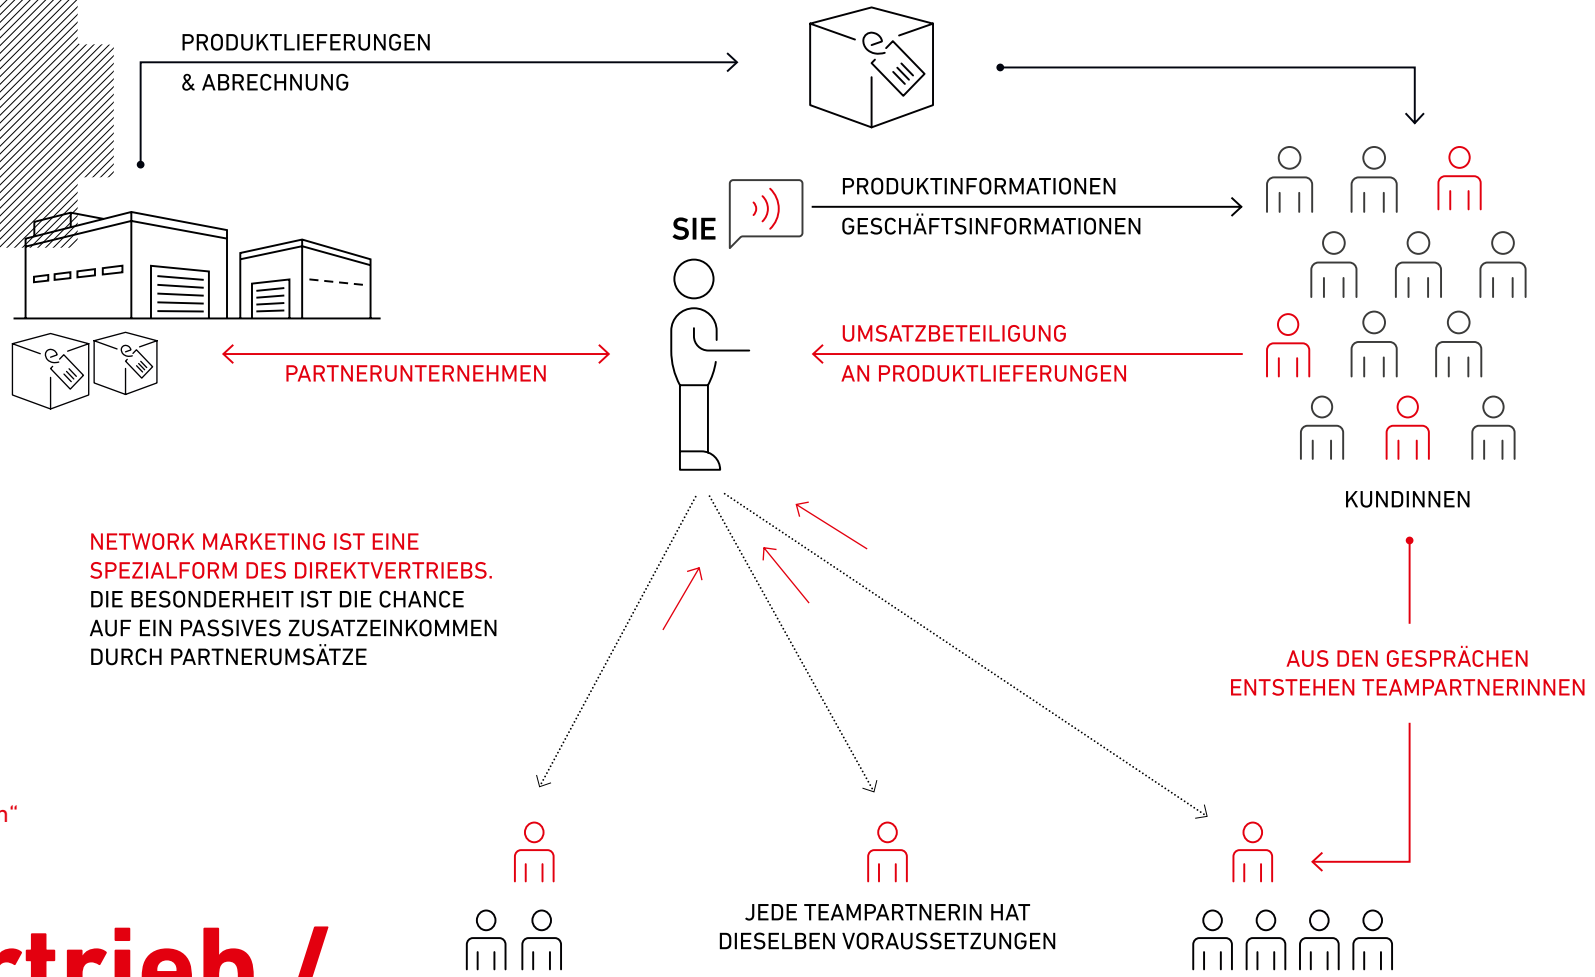 PRODUKTLIEFERUNGEN
& ABRECHNUNG
SIE
PRODUKTINFORMATIONEN
GESCHÄFTSINFORMATIONEN
PARTNERUNTERNEHMEN
UMSATZBETEILIGUNG
AN PRODUKTLIEFERUNGEN
KUNDINNEN
NETWORK MARKETING IST EINE
SPEZIALFORM DES DIREKTVERTRIEBS.
DIE BESONDERHEIT IST DIE CHANCE
AUF EIN PASSIVES ZUSATZEINKOMMEN
DURCH PARTNERUMSÄTZE
AUS DEN GESPRÄCHEN
ENTSTEHEN TEAMPARTNERINNEN
n“
JEDE TEAMPARTNERIN HAT
DIESELBEN VORAUSSETZUNGEN
rtrieb /